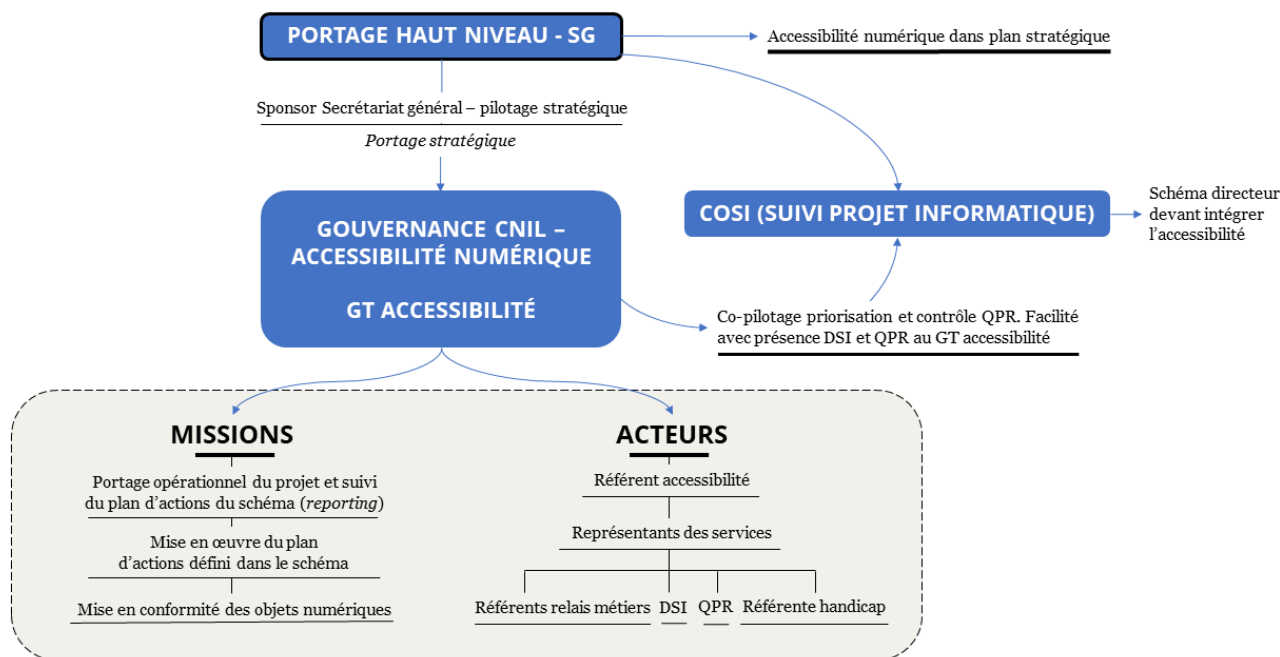 PORTAGE HAUT NIVEAU - SG
Accessibilité numérique dans plan stratégique
Sponsor Secrétariat général – pilotage stratégique
Portage stratégique
GOUVERNANCE CNIL –
ACCESSIBILITÉ NUMÉRIQUE
GT ACCESSIBILITÉ
COSI (SUIVI PROJET INFORMATIQUE)
Schéma directeur
devant intégrer
l’accessibilité
Co-pilotage priorisation et contrôle QPR. Facilité
avec présence DSI et QPR au GT accessibilité
MISSIONS
Portage opérationnel du projet et suivi
du plan d’actions du schéma (reporting)
Mise en œuvre du plan
d’actions défini dans le schéma
Mise en conformité des objets numériques
ACTEURS
Référent accessibilité
Représentants des services
Référents relais métiers
DSI
QPR
Référente handicap